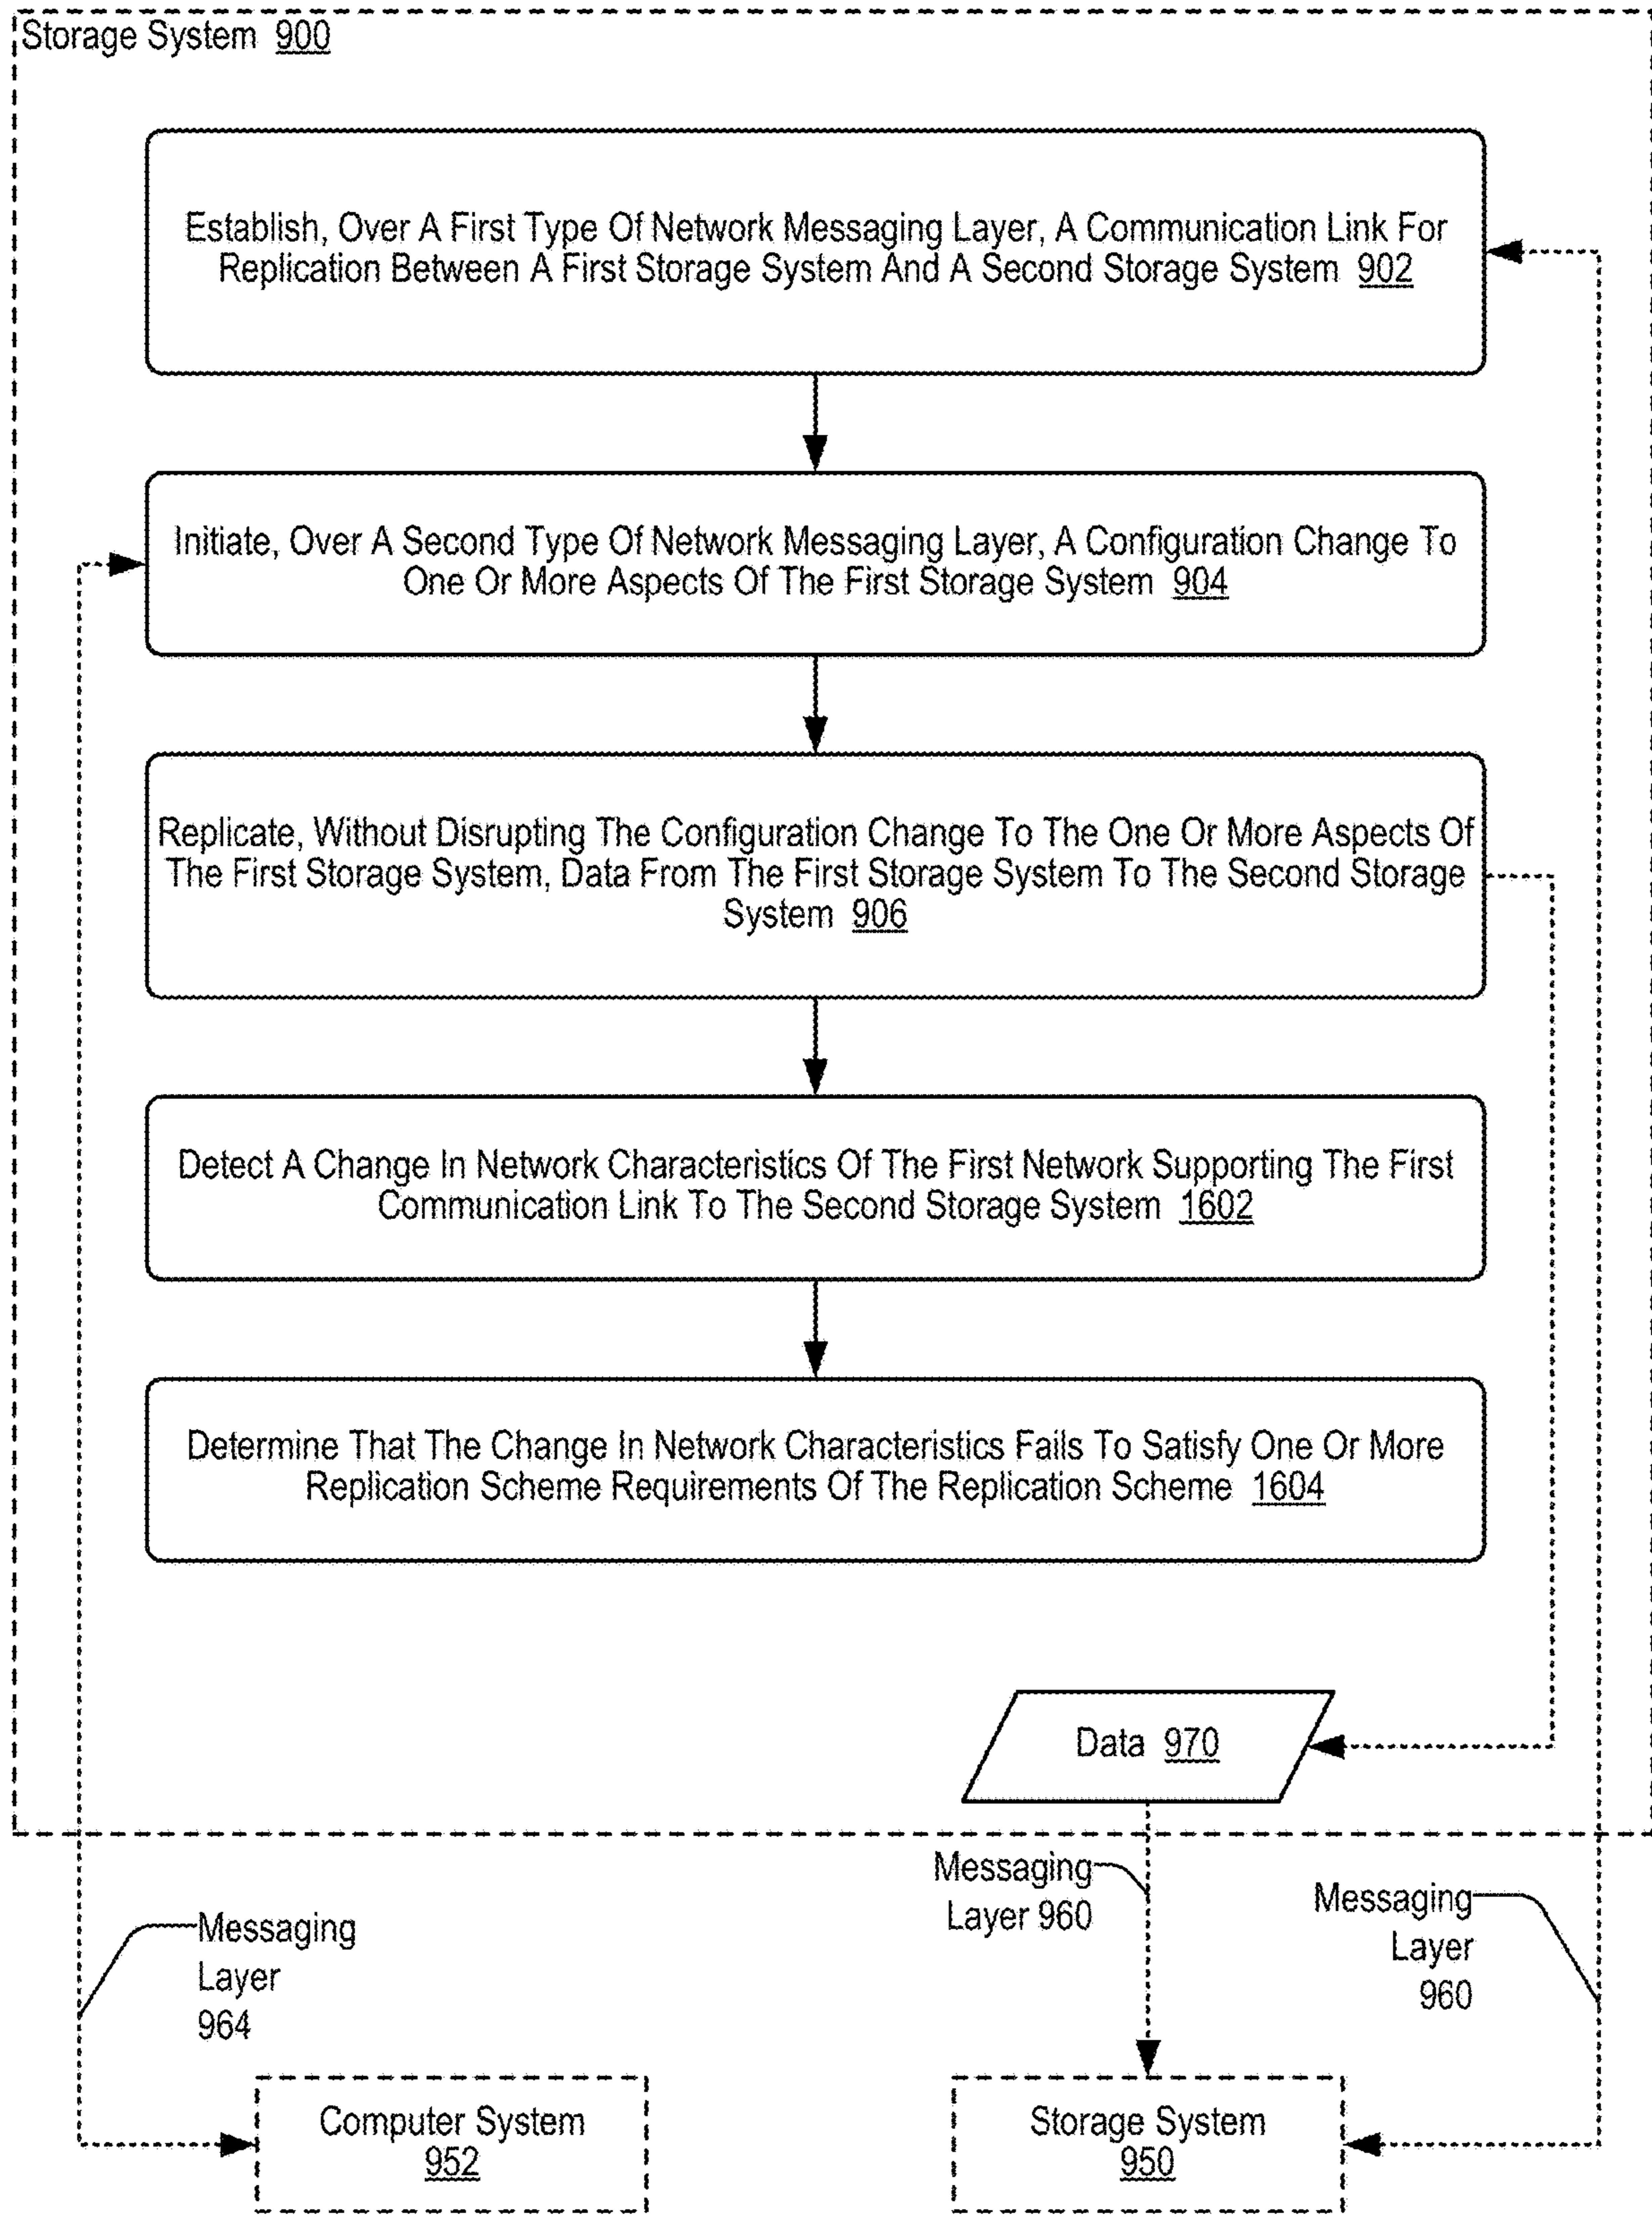 Storage System 900
Establish, Over A First Type Of Network Messaging Layer, A Communication Link For
Replication Between A First Storage System And A Second Storage System 902
Initiate, Over A Second Type Of Network Messaging Layer, A Configuration Change To
One Or More Aspects Of The First Storage System 904
Replicate, Without Disrupting The Configuration Change To The One Or More Aspects Of
The First Storage System, Data From The First Storage System To The Second Storage
System 906
Detect A Change In Network Characteristics Of The First Network Supporting The First
Communication Link To The Second Storage System 1602
Determine That The Change In Network Characteristics Fails To Satisfy One Or More
Replication Scheme Requirements Of The Replication Scheme 1604
Data 970
Messaging
Layer 960
Messaging
Layer
960
Messaging
Layer
964
Computer System
952
Storage System
950